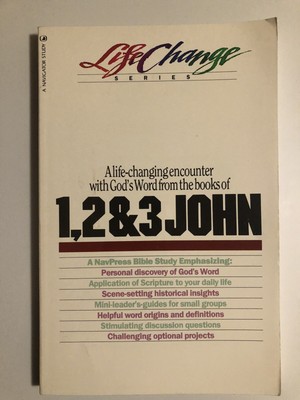 A NAVIGATOR STUDY
LifeChange
SERIES
A life-changing encounter
with God's Word from the books of
1,2&3 JOHN
A NavPress Bible Study Emphasizing:
Personal discovery of God's Word
Application of Scripture to your daily life
Scene-setting historical insights
Mini-leader's-guides for small groups
Helpful word origins and definitions
Stimulating discussion questions
Challenging optional projects